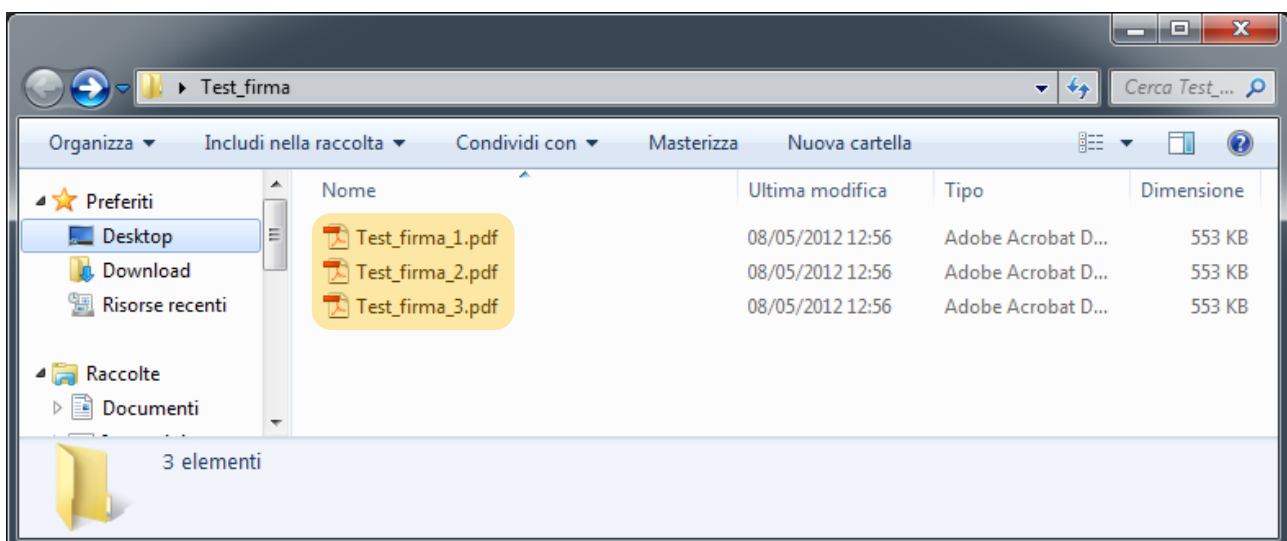 Test_firma
Cerca Test_...
Organizza
Includi nella raccolta
Condividi con
Masterizza
Nuova cartella
Preferiti
Desktop
Download
Risorse recenti
Raccolte
Documenti
Nome Ultima modifica Tipo Dimensione
Test_firma_1.pdf 08/05/2012 12:56 Adobe Acrobat D... 553 KB
Test_firma_2.pdf 08/05/2012 12:56 Adobe Acrobat D... 553 KB
Test_firma_3.pdf 08/05/2012 12:56 Adobe Acrobat D... 553 KB
3 elementi